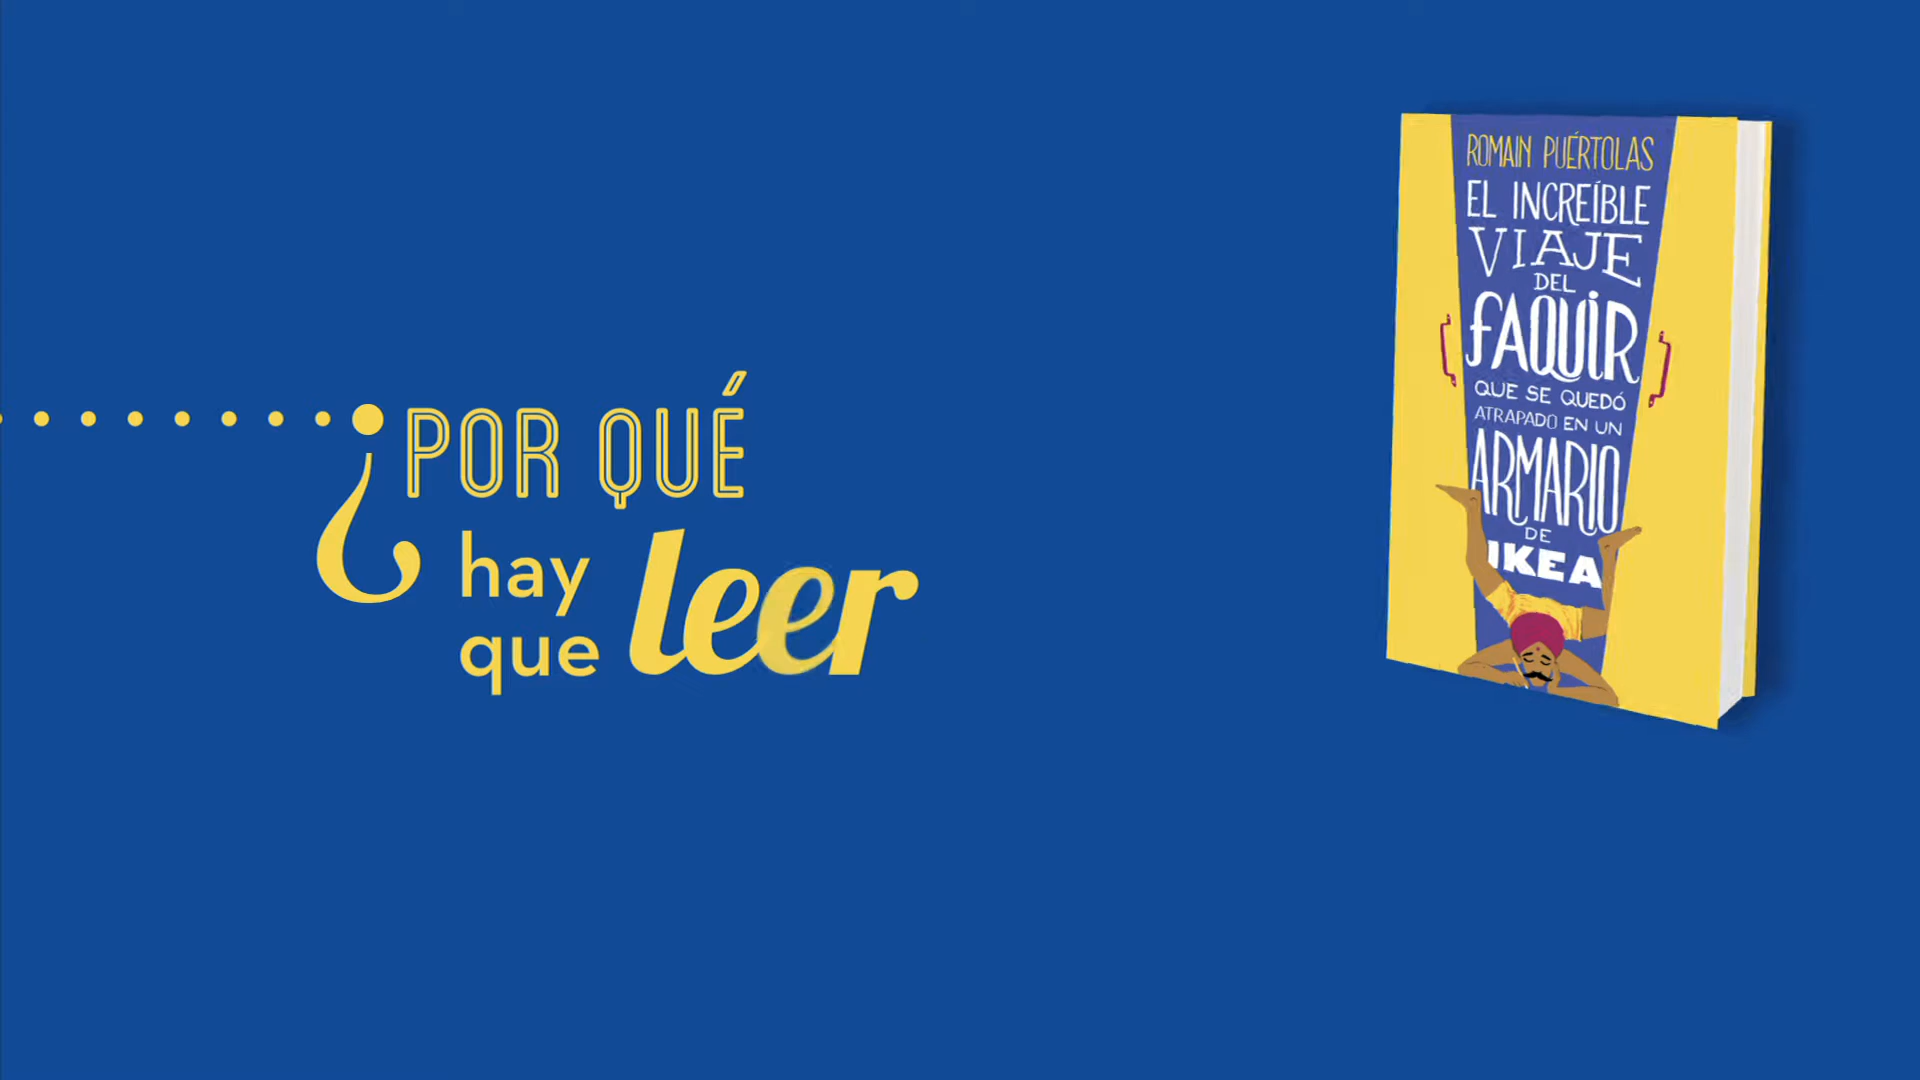 ¿POR QUÉ
hay
que leer
ROMAIN PUÉRTOLAS
EL INCREÍBLE
VIAJE
DEL
FAQUIR
QUE SE QUEDÓ
ATRAPADO EN UN
ARMARIO
DE
IKEA